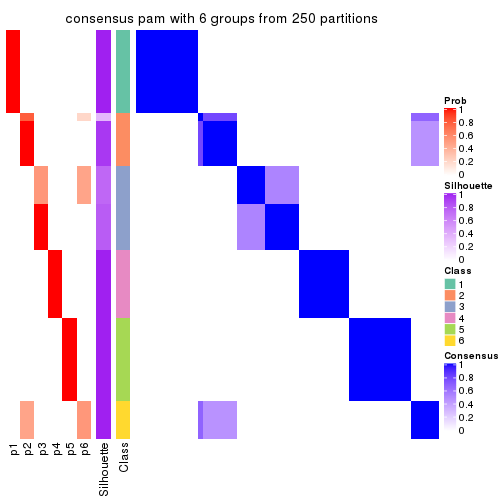 consensus pam with 6 groups from 250 partitions
Prob
1
0.8
0.6
0.4
0.2
0
Silhouette
1
0.8
0.6
0.4
0.2
0
Class
1
2
3
4
5
6
Consensus
1
0.8
0.6
0.4
0.2
0
p1
p2
p3
p4
p5
p6
Silhouette
Class